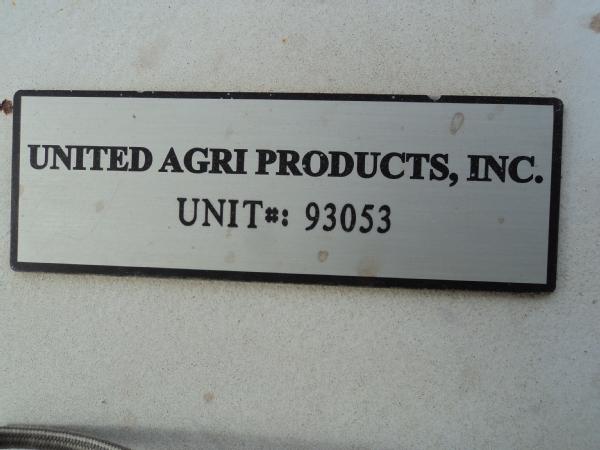 UNITED AGRI PRODUCTS, INC.
UNIT#: 93053